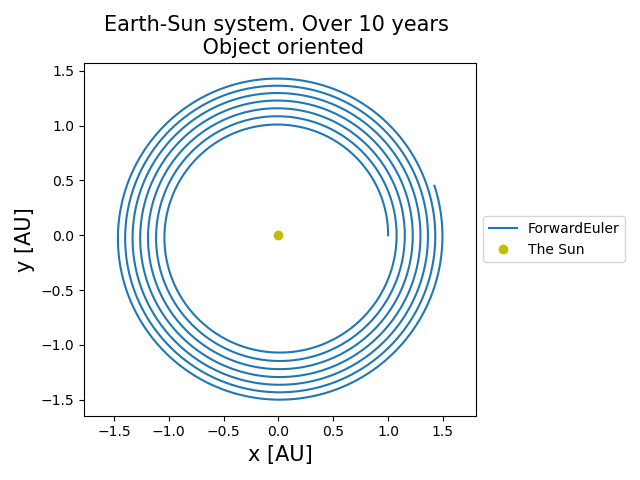 Earth-Sun system. Over 10 years
Object oriented
1.5
1.0
0.5
0.0
−0.5
−1.0
−1.5
y [AU]
−1.5 −1.0 −0.5 0.0 0.5 1.0 1.5
x [AU]
ForwardEuler
The Sun